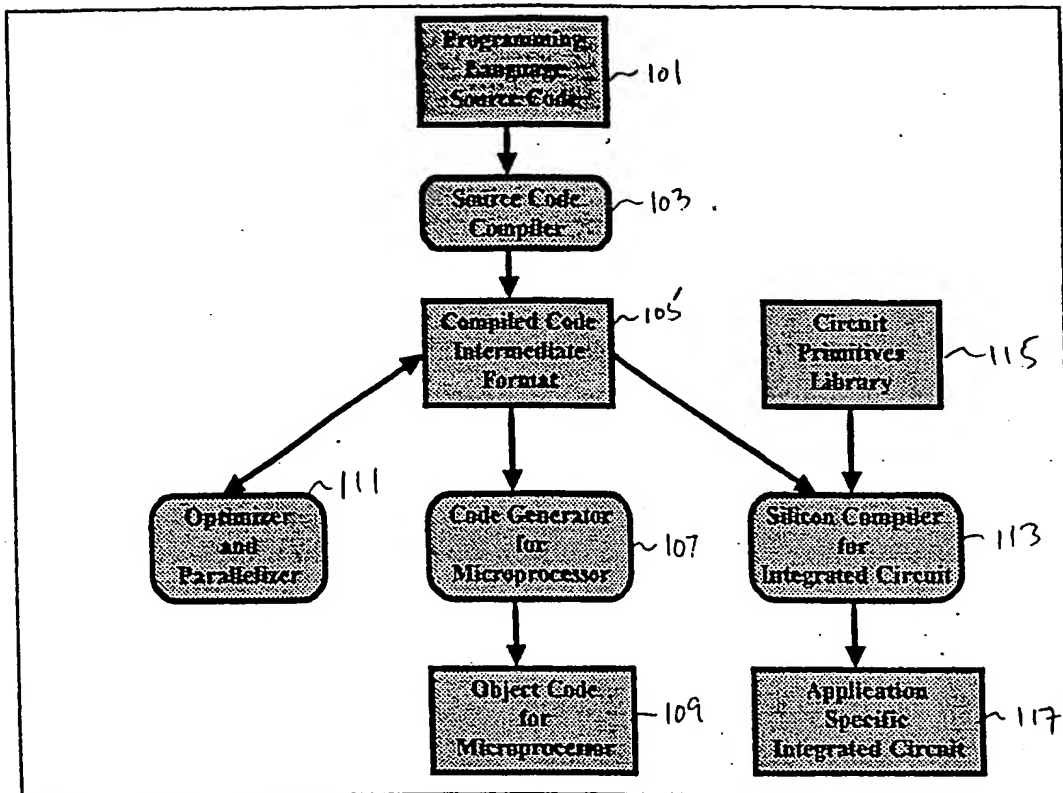 Programming
Language
Source Code
101
Source Code
Compiler
103
Compiled Code
Intermediate
Format
105
Circuit
Primitives
Library
115
Optimizer
and
Parallelizer
111
Code Generator
for
Microprocessor
107
Silicon Compiler
for
Integrated Circuit
113
Object Code
for
Microprocessor
109
Application
Specific
Integrated Circuit
117